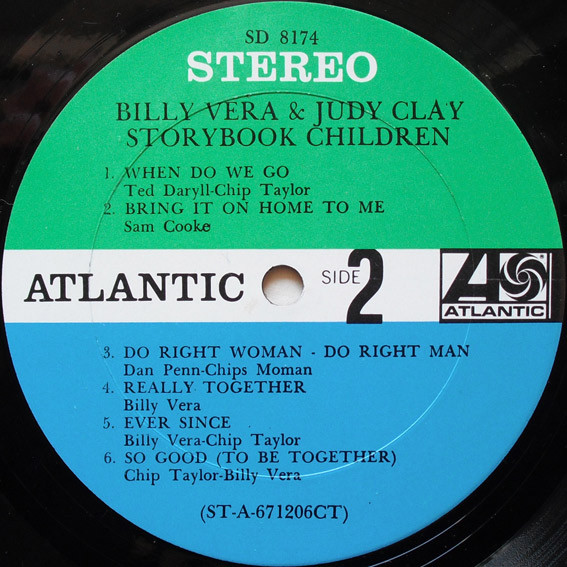 SD 8174
STEREO
BILLY VERA & JUDY CLAY
STORYBOOK CHILDREN
1. WHEN DO WE GO
Ted Daryll-Chip Taylor
2. BRING IT ON HOME TO ME
Sam Cooke
ATLANTIC SIDE 2 ATLANTIC
3. DO RIGHT WOMAN - DO RIGHT MAN
Dan Penn-Chips Moman
4. REALLY TOGETHER
Billy Vera
5. EVER SINCE
Billy Vera-Chip Taylor
6. SO GOOD (TO BE TOGETHER)
Chip Taylor-Billy Vera
(ST-A-671206CT)